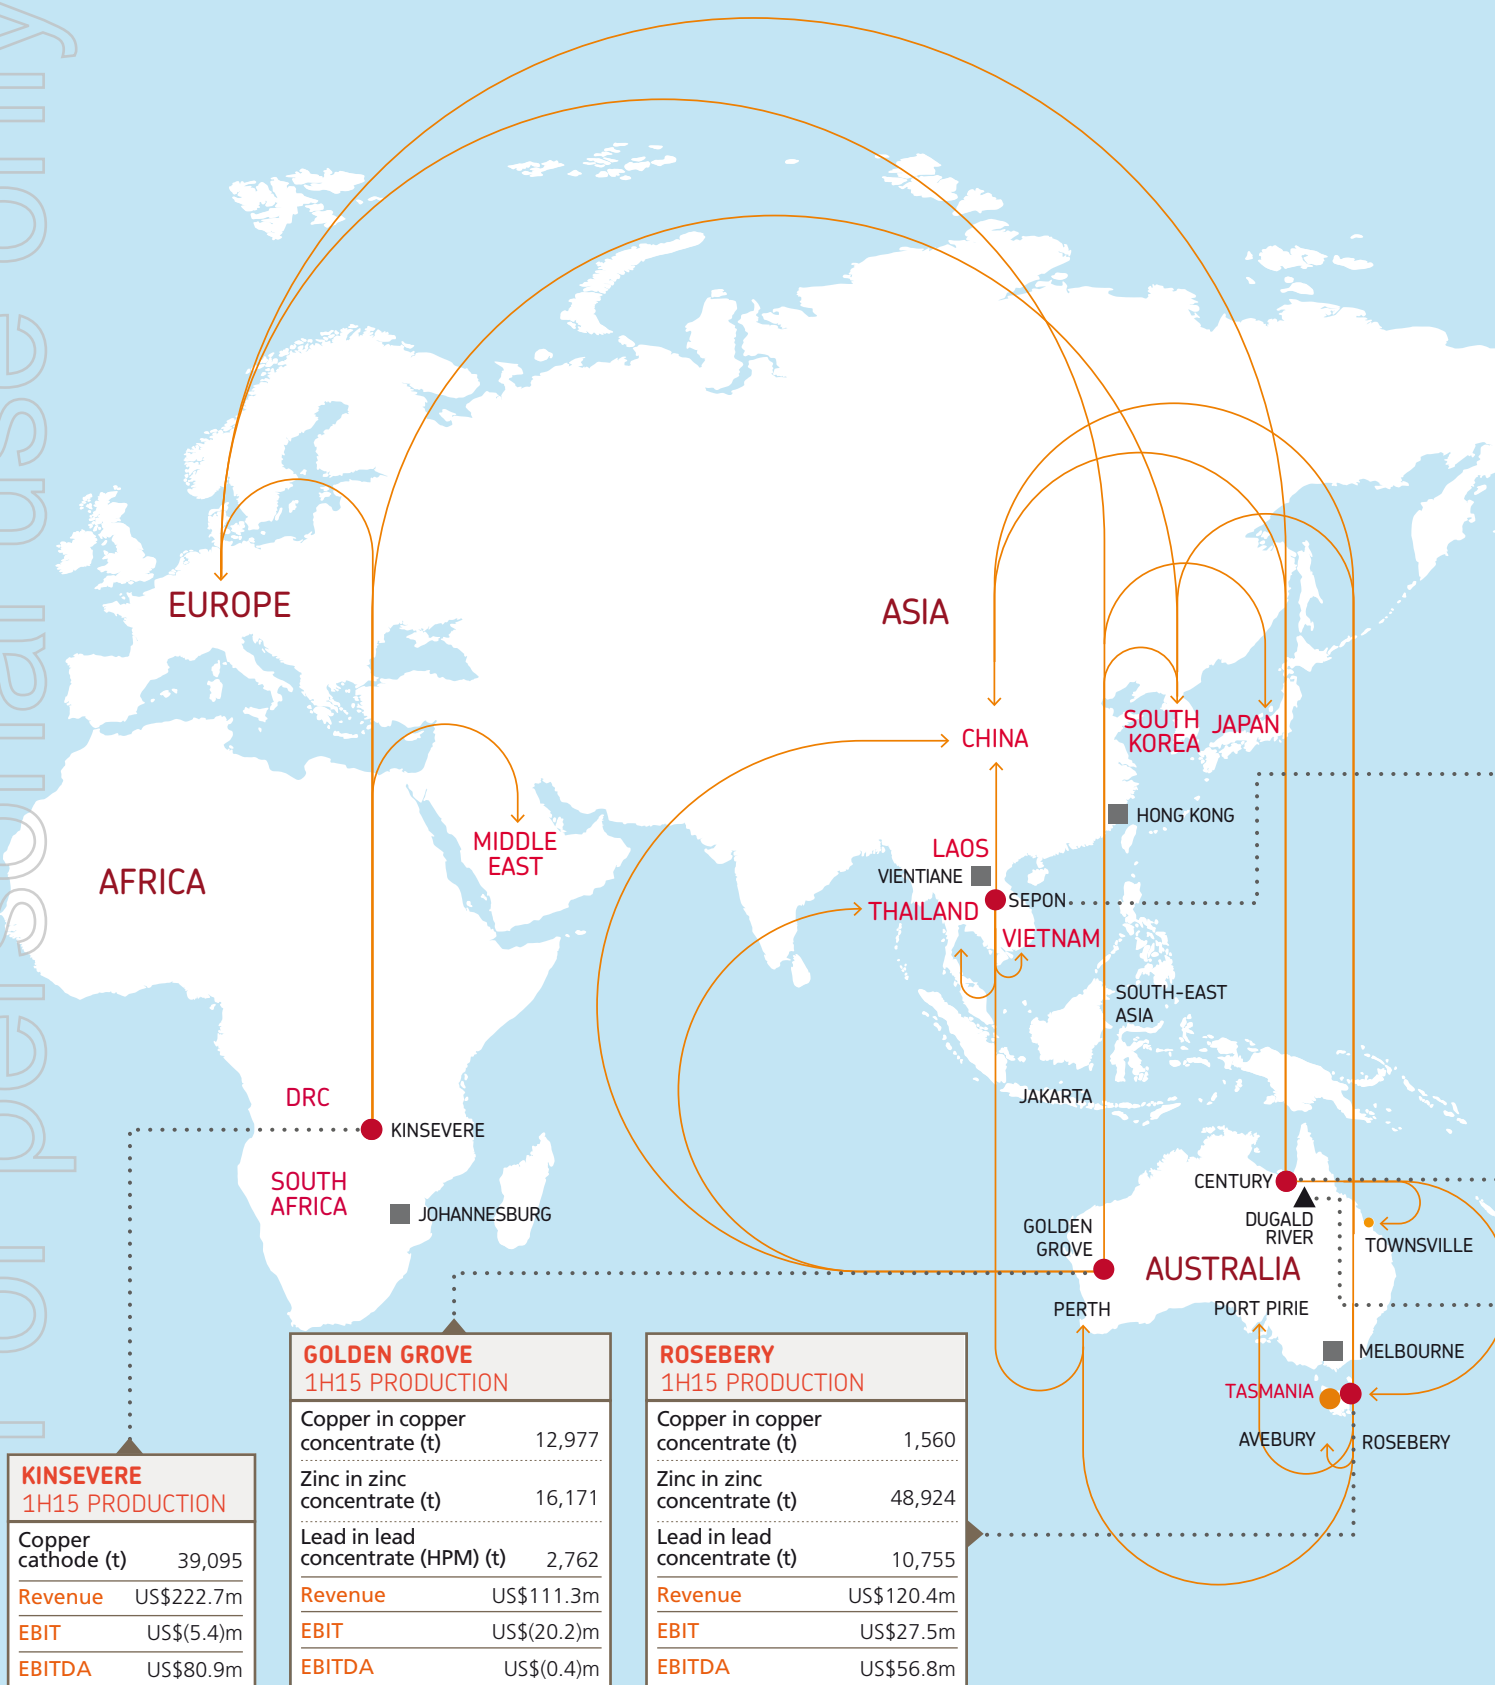 For personal use only
EUROPE
ASIA
CHINA
SOUTH
KOREA
JAPAN
HONG KONG
MIDDLE
EAST
AFRICA
LAOS
VIENTIANE
SEPON
THAILAND
VIETNAM
SOUTH-EAST
ASIA
JAKARTA
DRC
KINSEVERE
SOUTH
AFRICA
JOHANNESBURG
CENTURY
DUGALD
RIVER
TOWNSVILLE
GOLDEN
GROVE
AUSTRALIA
PERTH
PORT PIRIE
MELBOURNE
TASMANIA
AVEBURY
ROSEBERY
KINSEVERE
1H15 PRODUCTION
Copper
cathode (t) 39,095
Revenue US$222.7m
EBIT US$(5.4)m
EBITDA US$80.9m
GOLDEN GROVE
1H15 PRODUCTION
Copper in copper
concentrate (t) 12,977
Zinc in zinc
concentrate (t) 16,171
Lead in lead
concentrate (HPM) (t) 2,762
Revenue US$111.3m
EBIT US$(20.2)m
EBITDA US$(0.4)m
ROSEBERY
1H15 PRODUCTION
Copper in copper
concentrate (t) 1,560
Zinc in zinc
concentrate (t) 48,924
Lead in lead
concentrate (t) 10,755
Revenue US$120.4m
EBIT US$27.5m
EBITDA US$56.8m